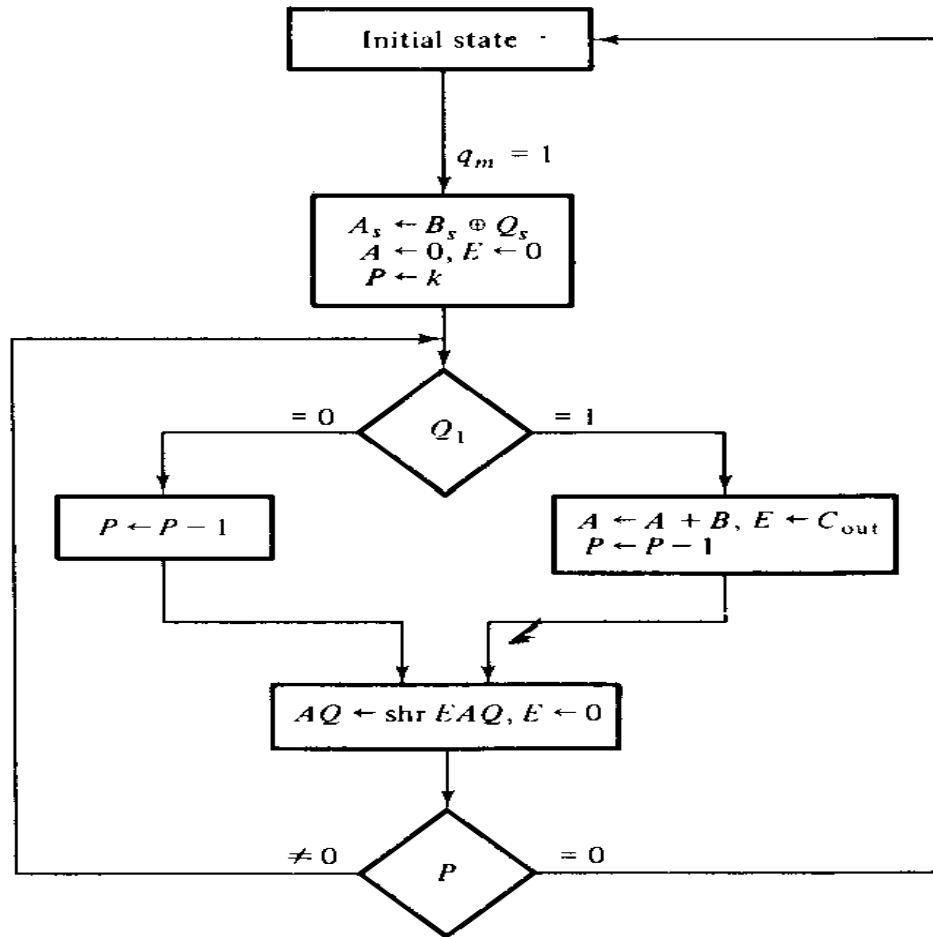 Initial state
q_m = 1
A_s ← B_s ⊕ Q_s
A ← 0, E ← 0
P ← k
= 0
Q_1
= 1
P ← P − 1
A ← A + B, E ← C_out
P ← P − 1
AQ ← shr EAQ, E ← 0
≠ 0
P
= 0